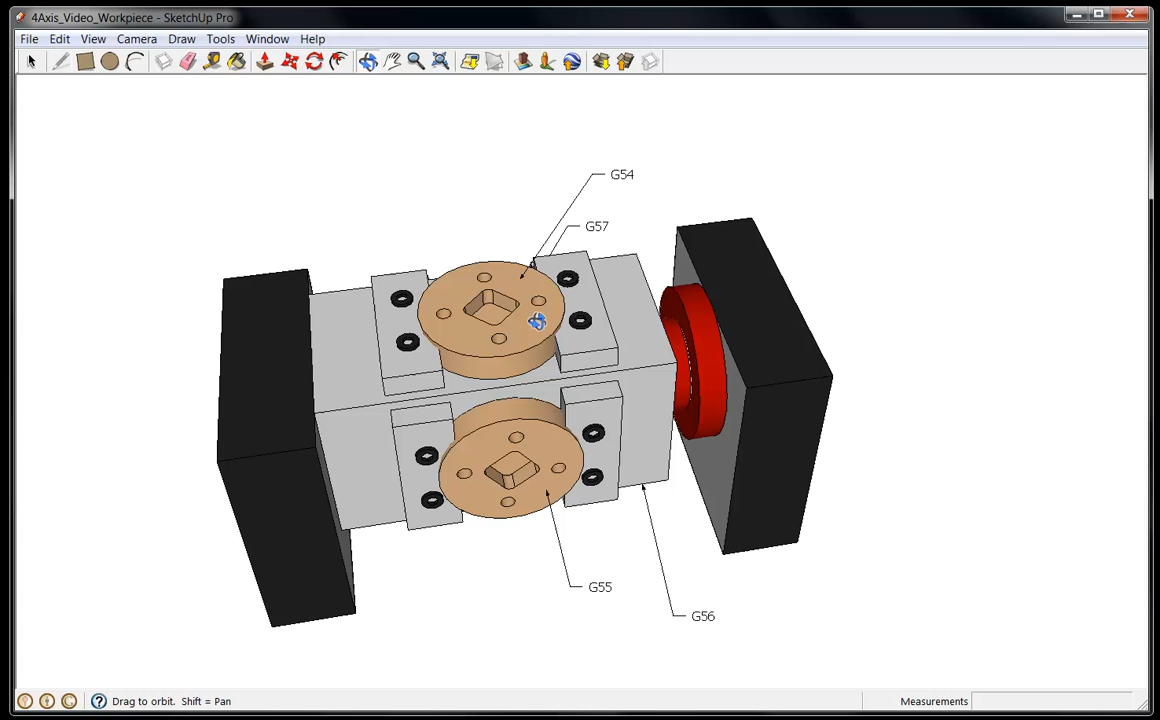 4Axis_Video_Workpiece - SketchUp Pro
File Edit View Camera Draw Tools Window Help
G54
G57
G55
G56
Drag to orbit. Shift = Pan
Measurements